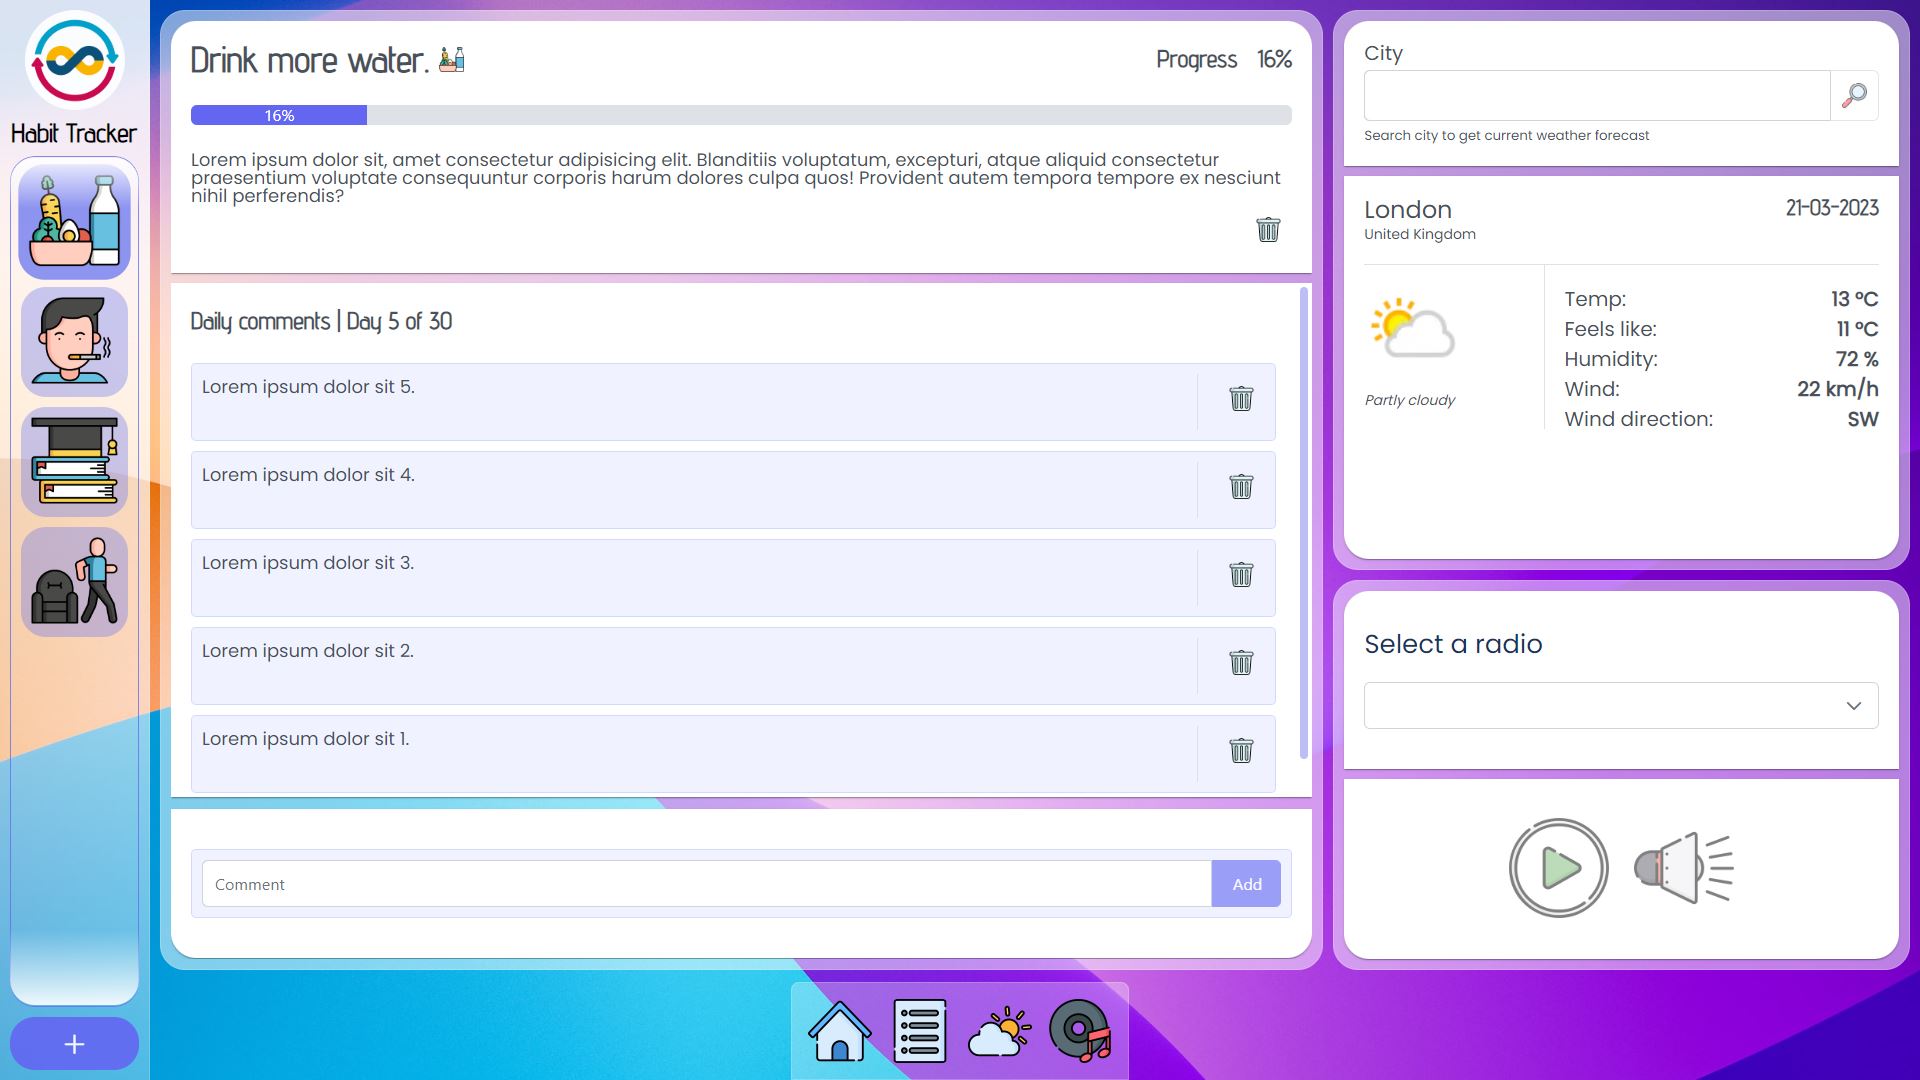 Habit Tracker
Drink more water.
Progress 16%
16%
Lorem ipsum dolor sit, amet consectetur adipisicing elit. Blanditiis voluptatum, excepturi, atque aliquid consectetur
praesentium voluptate consequuntur corporis harum dolores culpa quos! Provident autem tempora tempore ex nesciunt
nihil perferendis?
Daily comments | Day 5 of 30
Lorem ipsum dolor sit 5.
Lorem ipsum dolor sit 4.
Lorem ipsum dolor sit 3.
Lorem ipsum dolor sit 2.
Lorem ipsum dolor sit 1.
Comment
Add
City
Search city to get current weather forecast
London
21-03-2023
United Kingdom
Partly cloudy
Temp: 13 ºC
Feels like: 11 ºC
Humidity: 72 %
Wind: 22 km/h
Wind direction: SW
Select a radio